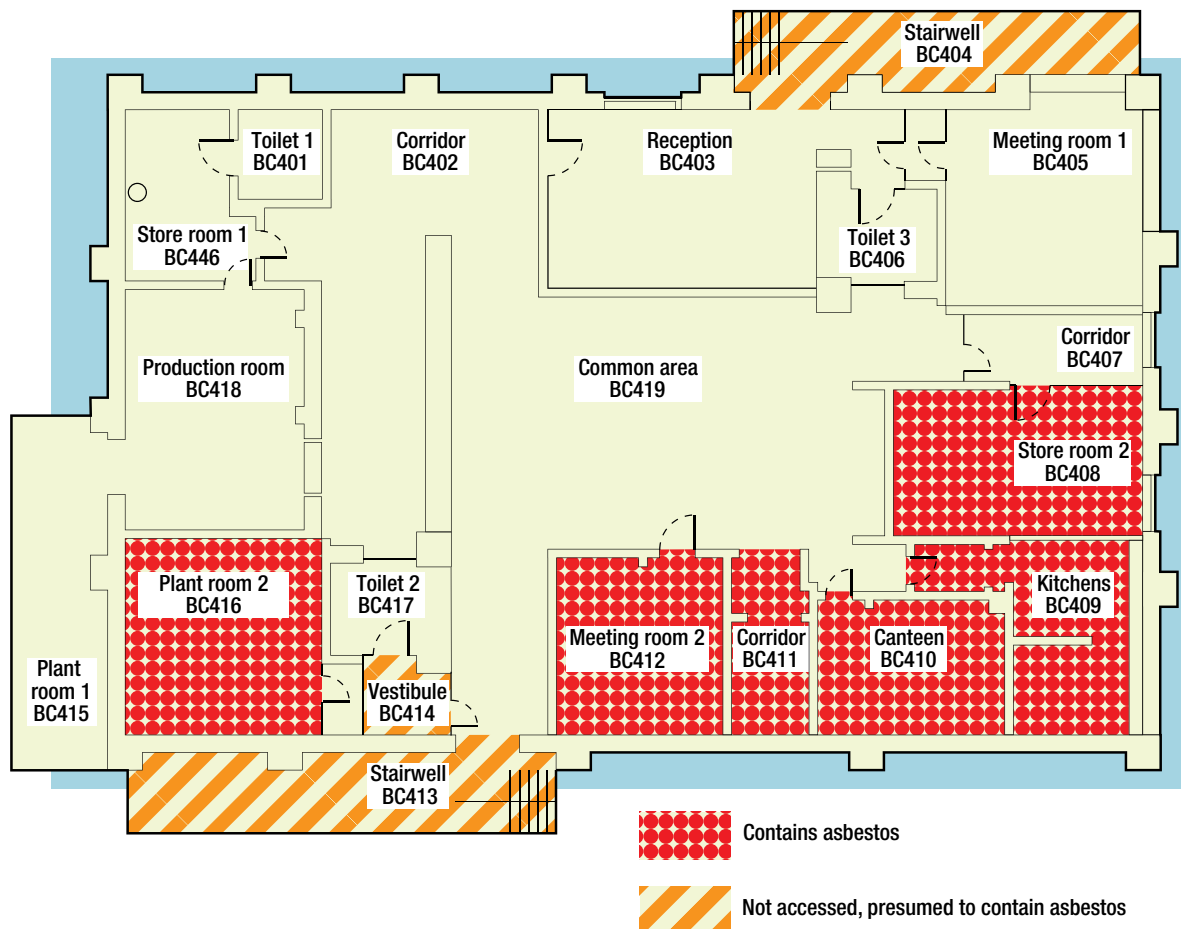 Stairwell
BC404
Toilet 1
BC401
Corridor
BC402
Reception
BC403
Meeting room 1
BC405
Store room 1
BC446
Toilet 3
BC406
Corridor
BC407
Production room
BC418
Common area
BC419
Store room 2
BC408
Plant room 2
BC416
Toilet 2
BC417
Kitchens
BC409
Meeting room 2
BC412
Corridor
BC411
Canteen
BC410
Plant
room 1
BC415
Vestibule
BC414
Stairwell
BC413
Contains asbestos
Not accessed, presumed to contain asbestos